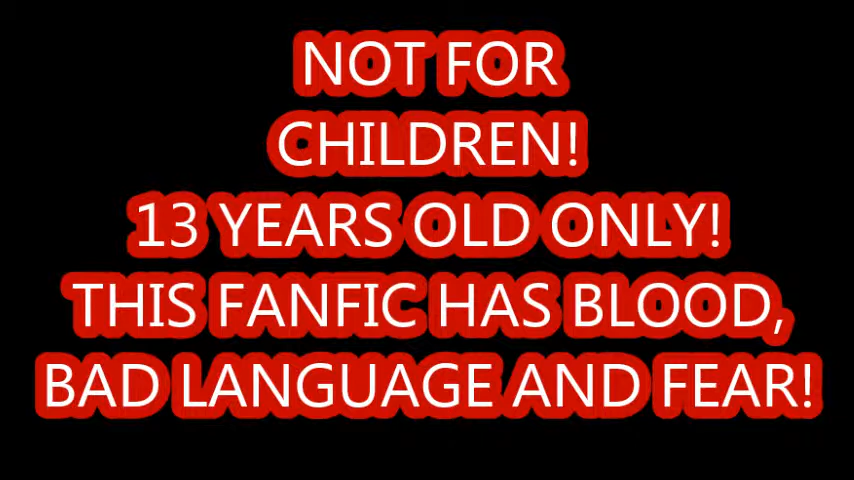 NOT FOR
CHILDREN!
13 YEARS OLD ONLY!
THIS FANFIC HAS BLOOD,
BAD LANGUAGE AND FEAR!